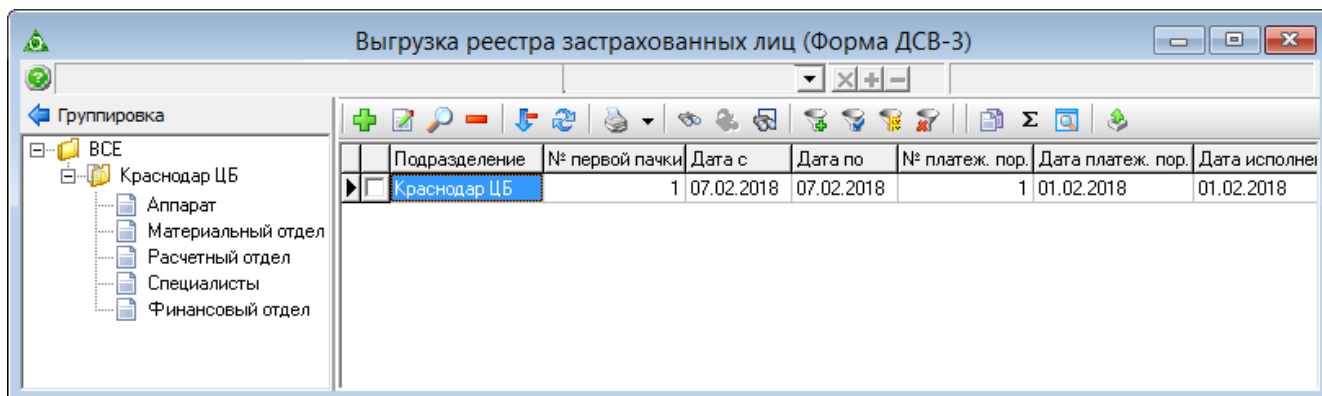 Выгрузка реестра застрахованных лиц (Форма ДСВ-3)
Группировка
ВСЕ
Краснодар ЦБ
Аппарат
Материальный отдел
Расчетный отдел
Специалисты
Финансовый отдел
Подразделение № первой пачки Дата с Дата по № платеж. пор. Дата платеж. пор. Дата исполнен
Краснодар ЦБ 1 07.02.2018 07.02.2018 1 01.02.2018 01.02.2018